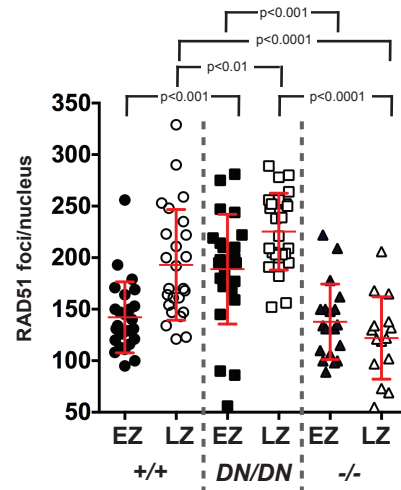 p<0.001
p<0.0001
p<0.01
p<0.001 p<0.0001
350
300
250
200
150
100
50
RAD51 foci/nucleus
EZ LZ EZ LZ EZ LZ
+/+ DN/DN -/-